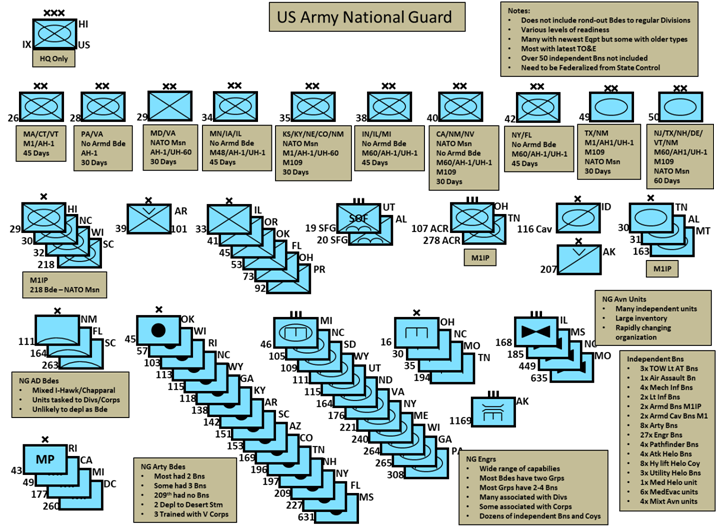 US Army National Guard
Notes:
• Does not include round-out Bdes to regular Divisions
• Various levels of readiness
• Many with newest Eqpt but some with older types
• Most with latest TO&E
• Over 50 independent Bns not included
• Need to be Federalized from State Control
XXX
HI
IX US
HQ Only
XX
26
MA/CT/VT
M1/AH-1
45 Days
XX
28
PA/VA
No Armd Bde
AH-1
30 Days
XX
29
MD/VA
NATO Msn
AH-1/UH-60
30 Days
XX
34
MN/IA/IL
No Armd Bde
M48/AH-1/UH-1
45 Days
XX
35
KS/KY/NE/CO/NM
NATO Msn
M1/AH-1/UH-60
M109
30 Days
XX
38
IN/IL/MI
No Armd Bde
M60/AH-1/UH-1
45 Days
XX
40
CA/NM/NV
NATO Msn
No Armd Bde
M60/AH-1/UH-1
M109
30 Days
XX
42
NY/FL
No Armd Bde
M60/AH-1/UH-1
45 Days
XX
49
TX/NM
M1/AH1/UH-1
M109
NATO Msn
30 Days
XX
50
NJ/TX/NH/DE/
VT/NM
M60/AH1/UH-1
M109
NATO Msn
60 Days
X
HI
29 NC
30 WI
32 SC
218
M1IP
218 Bde – NATO Msn
X
AR
39 101
X
IL
33 OR
41 OK
45 FL
53 OH
73 PR
92
III
UT
SOF AL
19 SFG
20 SFG
III
OH
107 ACR TN
278 ACR
M1IP
X
ID
116 Cav
X
AK
207
X
TN
30 AL
31 MT
163
M1IP
X
NM
111 FL
164 SC
263
NG AD Bdes
• Mixed I-Hawk/Chapparal
• Units tasked to Divs/Corps
• Unlikely to depl as Bde
X
OK
45 WI
57 RI
103 NC
113 WY
115 GA
118 KY
138 AR
142 SC
151 AZ
153 CO
169 TN
196 NH
197 NY
209 FL
227 MS
631
NG Arty Bdes
• Most had 2 Bns
• Some had 3 Bns
• 209th had no Bns
• 2 Depl to Desert Stm
• 3 Trained with V Corps
III
MI
46 NC
105 SD
109 WY
111 UT
115 ND
164 VA
176 NY
221 ME
240 WI
264 GA
265 PA
308
X
OH
16 NC
30 MO
35 TN
194
III
IL
168 MS
185 NC
449 MO
635
III
AK
1169
NG Engrs
• Wide range of capabilies
• Most Bdes have two Grps
• Most Grps have 2-4 Bns
• Many associated with Divs
• Some associated with Corps
• Dozens of independent Bns and Coys
NG Avn Units
• Many independent units
• Large inventory
• Rapidly changing
organization
Independent Bns
• 3x TOW Lt AT Bn
• 1x Air Assault Bn
• 4x Mech Inf Bns
• 2x Lt Inf Bns
• 2x Armd Bns M1IP
• 2x Armd Cav Bns M1
• 8x Arty Bns
• 27x Engr Bns
• 4x Pathfinder Bns
• 4x Atk Helo Bns
• 8x Hy lift Helo Coy
• 3x Utility Helo Bns
• 1x Med Helo unit
• 6x MedEvac units
• 4x Mixt Avn units
X
RI
MP CA
43 MI
49 DC
177
260